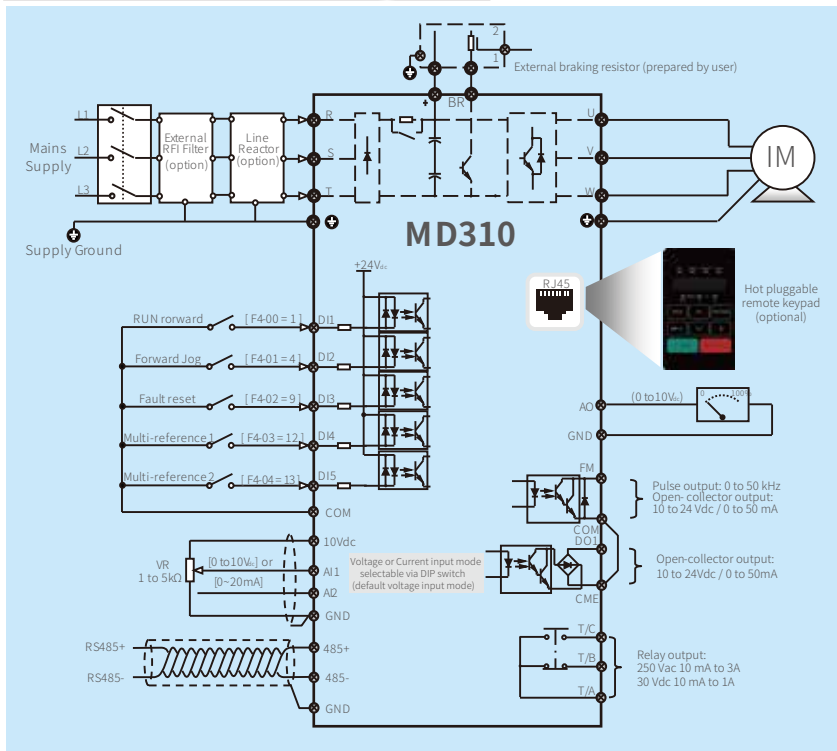 2
1
External braking resistor (prepared by user)
+
BR
L1
L2
L3
Mains
Supply
External
RFI Filter
(option)
Line
Reactor
(option)
R
S
T
U
V
W
IM
Supply Ground
MD310
+24Vdc
RJ45
Hot pluggable
remote keypad
(optional)
RUN rorward
[ F4-00 = 1 ]
DI1
Forward Jog
[ F4-01 = 4 ]
DI2
Fault reset
[ F4-02 = 9 ]
DI3
Multi-reference 1
[ F4-03 = 12 ]
DI4
Multi-reference 2
[ F4-04 = 13 ]
DI5
COM
AO
(0 to 10Vdc)
0
100%
GND
FM
Pulse output: 0 to 50 kHz
Open- collector output:
10 to 24 Vdc / 0 to 50 mA
COM
DO1
Open-collector output:
10 to 24Vdc / 0 to 50mA
CME
10Vdc
VR
1 to 5kΩ
[0 to 10Vdc] or
[0~20mA]
AI1
AI2
GND
Voltage or Current input mode
selectable via DIP switch
(default voltage input mode)
RS485+
485+
RS485-
485-
GND
T/C
T/B
T/A
Relay output:
250 Vac 10 mA to 3A
30 Vdc 10 mA to 1A